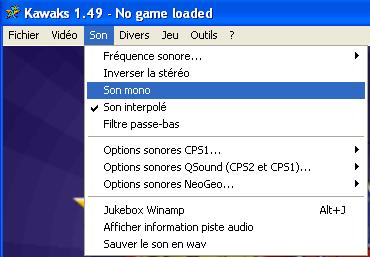 Kawaks 1.49 - No game loaded
Fichier Vidéo Son Divers Jeu Outils ?
Fréquence sonore...
Inverser la stéréo
Son mono
Son interpolé
Filtre passe-bas
Options sonores CPS1...
Options sonores QSound (CPS2 et CPS1)...
Options sonores NeoGeo...
Jukebox Winamp Alt+J
Afficher information piste audio
Sauver le son en wav